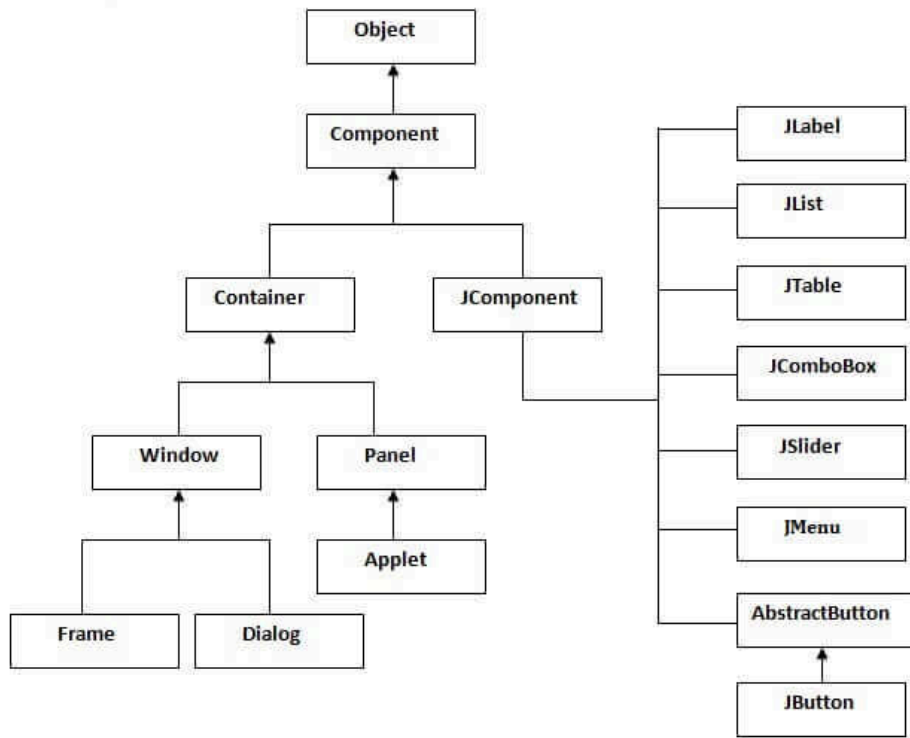 Object
Component
Container
JComponent
Window
Panel
Applet
Frame
Dialog
JLabel
JList
JTable
JComboBox
JSlider
JMenu
AbstractButton
JButton